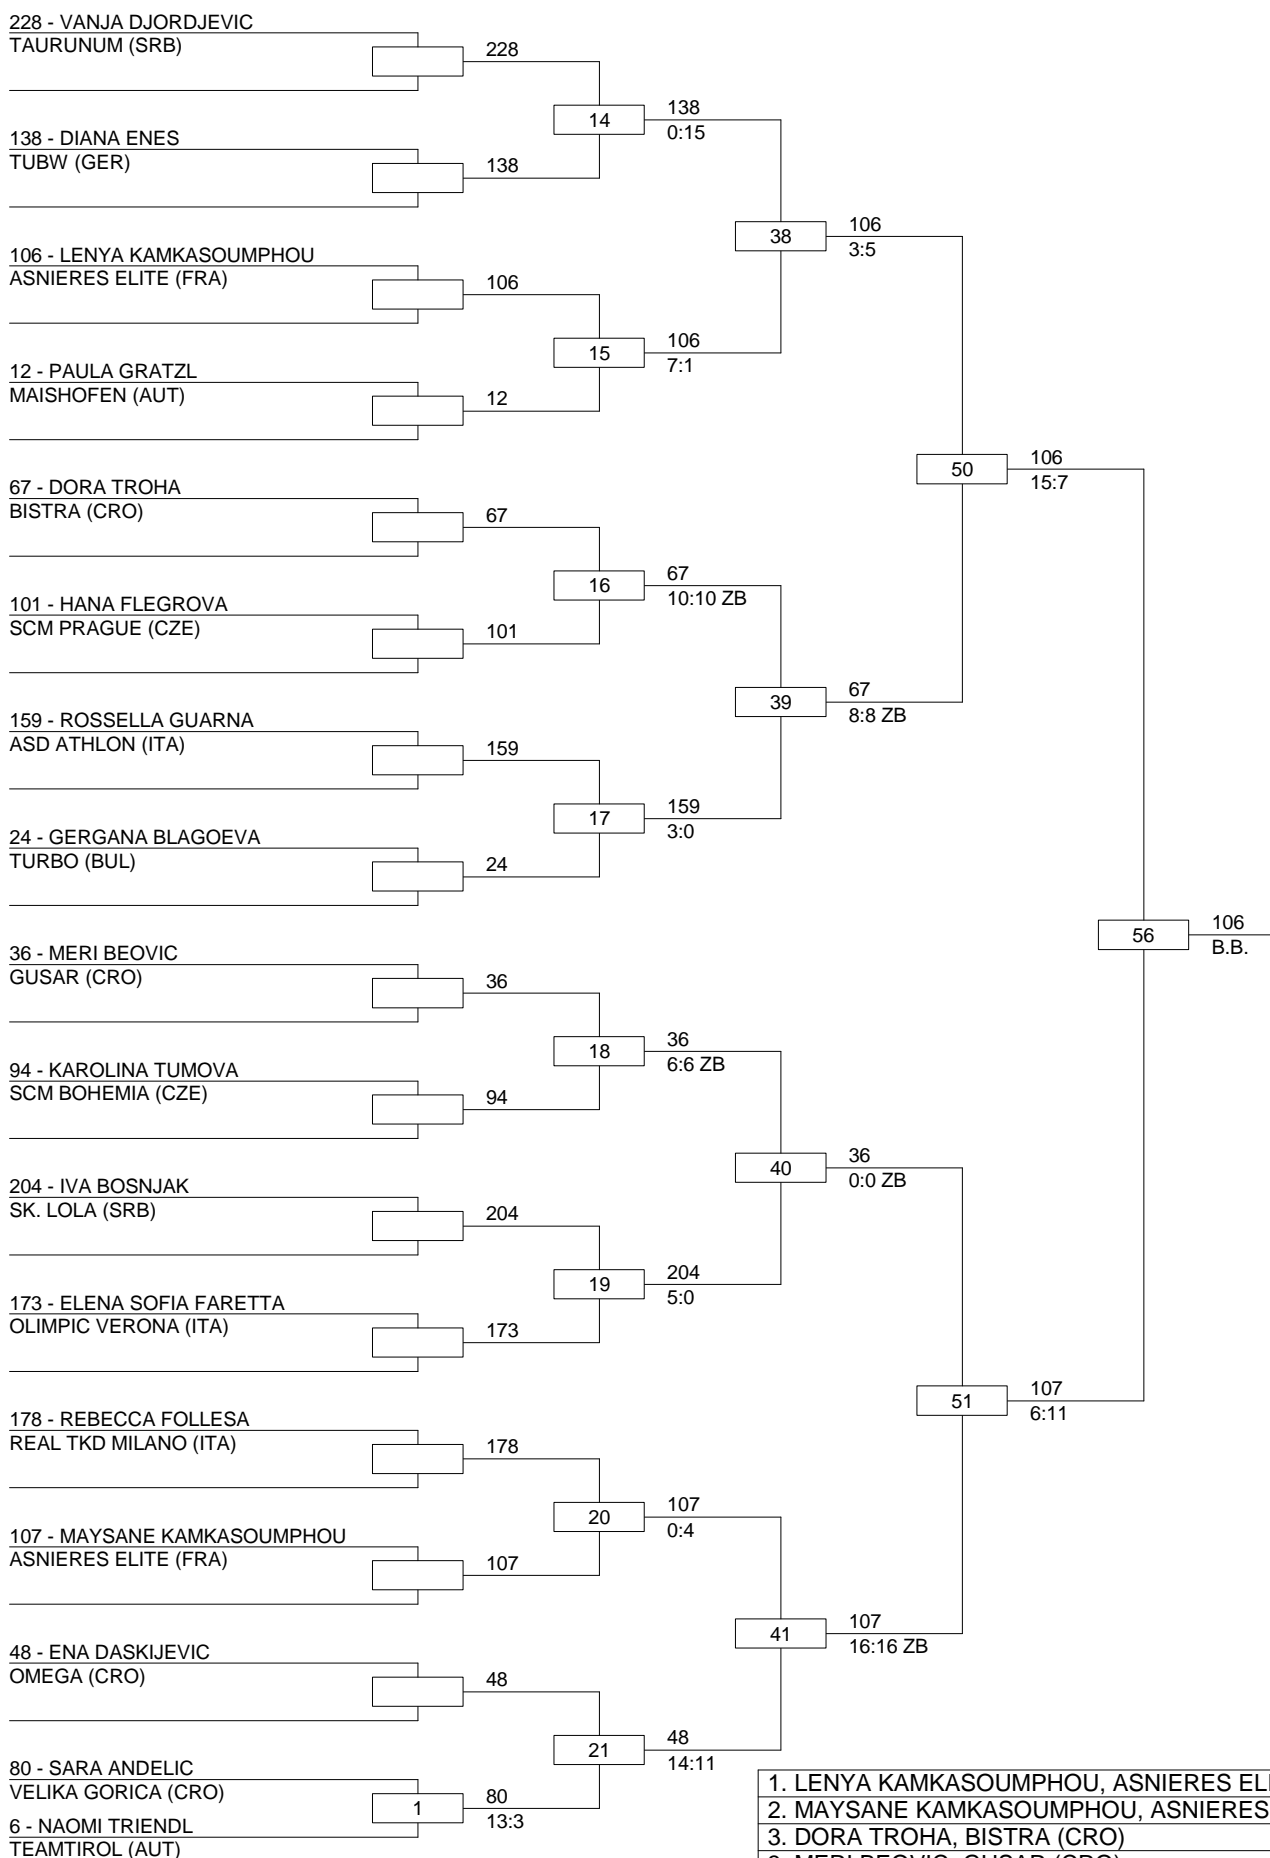 228 - VANJA DJORDJEVIC
TAURUNUM (SRB)
228
14
138
0:15
138 - DIANA ENES
TUBW (GER)
138
38
106
3:5
106 - LENYA KAMKASOUMPHOU
ASNIERES ELITE (FRA)
106
15
106
7:1
12 - PAULA GRATZL
MAISHOFEN (AUT)
12
50
106
15:7
67 - DORA TROHA
BISTRA (CRO)
67
16
67
10:10 ZB
101 - HANA FLEGROVA
SCM PRAGUE (CZE)
101
39
67
8:8 ZB
159 - ROSSELLA GUARNA
ASD ATHLON (ITA)
159
17
159
3:0
24 - GERGANA BLAGOEVA
TURBO (BUL)
24
56
106
B.B.
36 - MERI BEOVIC
GUSAR (CRO)
36
18
36
6:6 ZB
94 - KAROLINA TUMOVA
SCM BOHEMIA (CZE)
94
40
36
0:0 ZB
204 - IVA BOSNJAK
SK. LOLA (SRB)
204
19
204
5:0
173 - ELENA SOFIA FARETTA
OLIMPIC VERONA (ITA)
173
51
107
6:11
178 - REBECCA FOLLESA
REAL TKD MILANO (ITA)
178
20
107
0:4
107 - MAYSANE KAMKASOUMPHOU
ASNIERES ELITE (FRA)
107
41
107
16:16 ZB
48 - ENA DASKIJEVIC
OMEGA (CRO)
48
21
48
14:11
80 - SARA ANDELIC
VELIKA GORICA (CRO)
1
80
13:3
6 - NAOMI TRIENDL
TEAMTIROL (AUT)
1. LENYA KAMKASOUMPHOU, ASNIERES
2. MAYSANE KAMKASOUMPHOU, ASNIERES
3. DORA TROHA, BISTRA (CRO)
3. MERI BEOVIC, GUSAR (CRO)